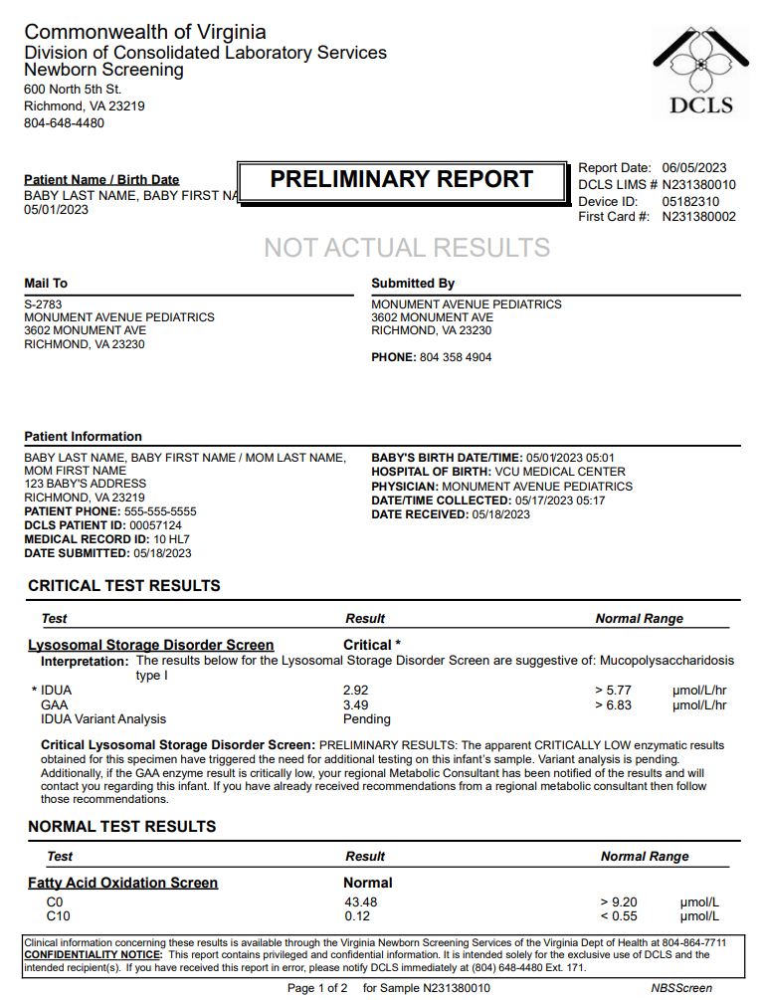 Commonwealth of Virginia
Division of Consolidated Laboratory Services
Newborn Screening
600 North 5th St.
Richmond, VA 23219
804-648-4480
DCLS
Patient Name / Birth Date
BABY LAST NAME, BABY FIRST NA
05/01/2023
PRELIMINARY REPORT
Report Date: 06/05/2023
DCLS LIMS # N231380010
Device ID: 05182310
First Card #: N231380002
NOT ACTUAL RESULTS
Mail To
S-2783
MONUMENT AVENUE PEDIATRICS
3602 MONUMENT AVE
RICHMOND, VA 23230
Submitted By
MONUMENT AVENUE PEDIATRICS
3602 MONUMENT AVE
RICHMOND, VA 23230
PHONE: 804 358 4904
Patient Information
BABY LAST NAME, BABY FIRST NAME / MOM LAST NAME,
MOM FIRST NAME
123 BABY'S ADDRESS
RICHMOND, VA 23219
PATIENT PHONE: 555-555-5555
DCLS PATIENT ID: 00057124
MEDICAL RECORD ID: 10 HL7
DATE SUBMITTED: 05/18/2023
BABY'S BIRTH DATE/TIME: 05/01/2023 05:01
HOSPITAL OF BIRTH: VCU MEDICAL CENTER
PHYSICIAN: MONUMENT AVENUE PEDIATRICS
DATE/TIME COLLECTED: 05/17/2023 05:17
DATE RECEIVED: 05/18/2023
CRITICAL TEST RESULTS
Test Result Normal Range
Lysosomal Storage Disorder Screen Critical *
Interpretation: The results below for the Lysosomal Storage Disorder Screen are suggestive of: Mucopolysaccharidosis
type I
* IDUA 2.92 > 5.77 µmol/L/hr
GAA 3.49 > 6.83 µmol/L/hr
IDUA Variant Analysis Pending
Critical Lysosomal Storage Disorder Screen: PRELIMINARY RESULTS: The apparent CRITICALLY LOW enzymatic results
obtained for this specimen have triggered the need for additional testing on this infant's sample. Variant analysis is pending.
Additionally, if the GAA enzyme result is critically low, your regional Metabolic Consultant has been notified of the results and will
contact you regarding this infant. If you have already received recommendations from a regional metabolic consultant then follow
those recommendations.
NORMAL TEST RESULTS
Test Result Normal Range
Fatty Acid Oxidation Screen Normal
C0 43.48 > 9.20 µmol/L
C10 0.12 < 0.55 µmol/L
Clinical information concerning these results is available through the Virginia Newborn Screening Services of the Virginia Dept of Health at 804-864-7711
CONFIDENTIALITY NOTICE: This report contains privileged and confidential information. It is intended solely for the exclusive use of DCLS and the
intended recipient(s). If you have received this report in error, please notify DCLS immediately at (804) 648-4480 Ext. 171.
Page 1 of 2 for Sample N231380010 NBSScreen